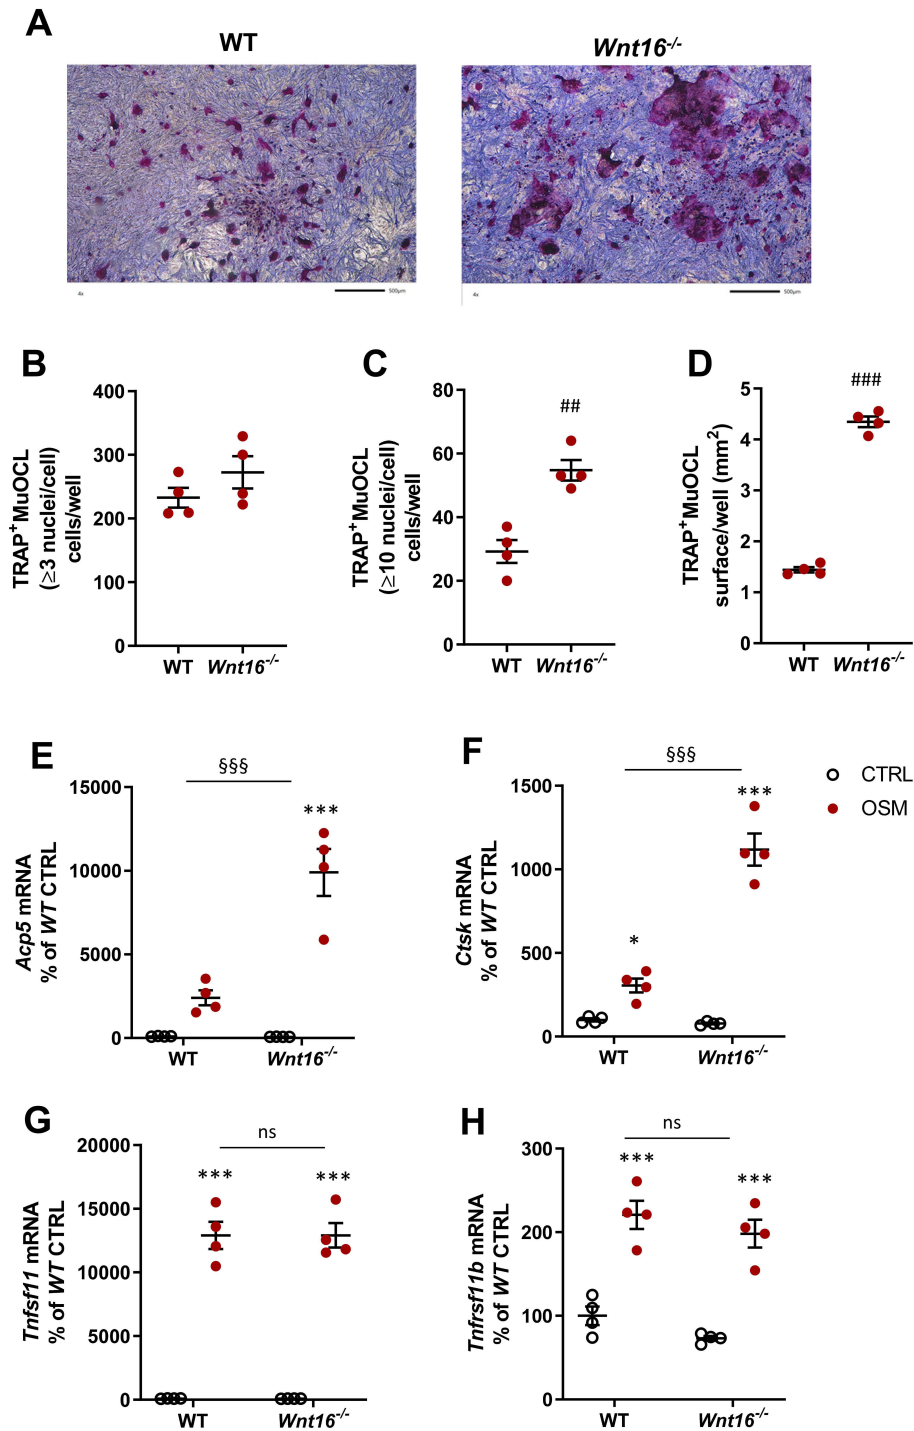 A
WT
Wnt16-/-
4x
500μm
4x
500μm
B
TRAP+MuOCL
(≥3 nuclei/cell)
cells/well
400
300
200
100
0
WT
Wnt16-/-
C
TRAP+MuOCL
(≥10 nuclei/cell)
cells/well
80
60
40
20
0
##
WT
Wnt16-/-
D
TRAP+MuOCL
surface/well (mm2)
5
4
3
2
1
0
###
WT
Wnt16-/-
E
Acp5 mRNA
% of WT CTRL
15000
10000
5000
0
§§§
***
WT
Wnt16-/-
F
Ctsk mRNA
% of WT CTRL
1500
1000
500
0
§§§
***
*
WT
Wnt16-/-
CTRL
OSM
G
Tnfsf11 mRNA
% of WT CTRL
20000
15000
10000
5000
0
ns
***
***
WT
Wnt16-/-
H
Tnfrsf11b mRNA
% of WT CTRL
300
200
100
0
ns
***
***
WT
Wnt16-/-